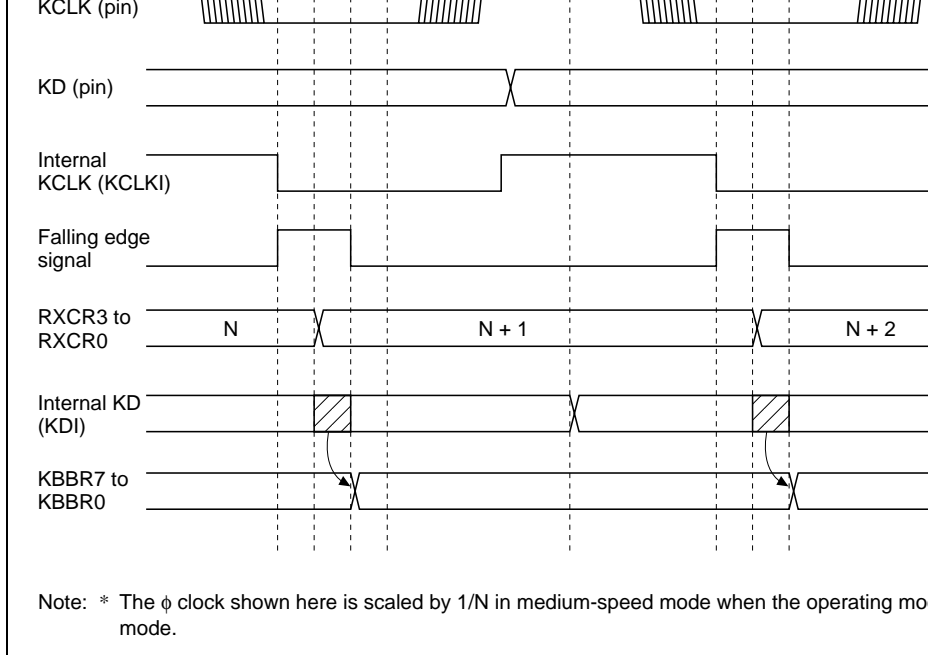 KCLK (pin)
KD (pin)
Internal
KCLK (KCLKI)
Falling edge
signal
RXCR3 to
RXCR0
N
N + 1
N + 2
Internal KD
(KDI)
KBBR7 to
KBBR0
Note: * The ϕ clock shown here is scaled by 1/N in medium-speed mode when the operating
mode.